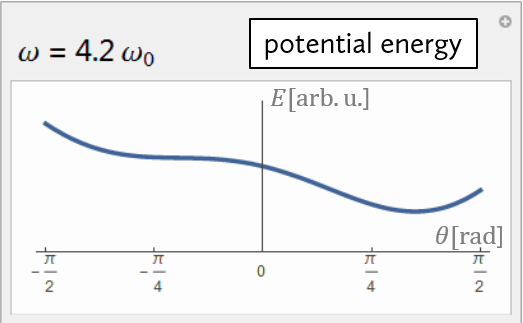 ω = 4.2 ω₀
potential energy
E[arb. u.]
θ[rad]
-π/2
-π/4
0
π/4
π/2